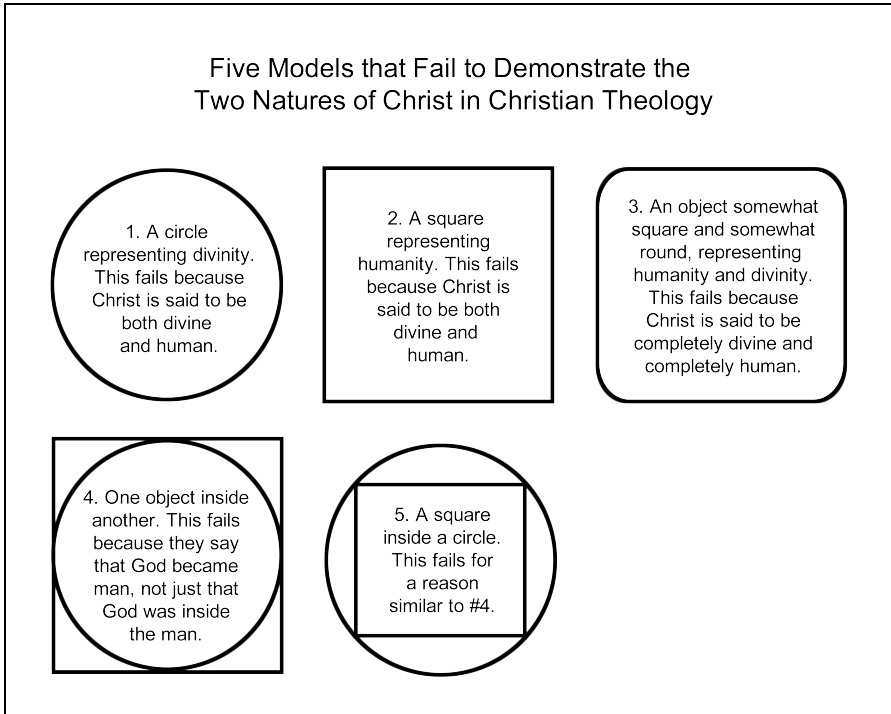 Five Models that Fail to Demonstrate the
Two Natures of Christ in Christian Theology
1. A circle
representing divinity.
This fails because
Christ is said to be
both divine
and human.
2. A square
representing
humanity. This fails
because Christ is
said to be both
divine and
human.
3. An object somewhat
square and somewhat
round, representing
humanity and divinity.
This fails because
Christ is said to be
completely divine and
completely human.
4. One object inside
another. This fails
because they say
that God became
man, not just that
God was inside
the man.
5. A square
inside a circle.
This fails for
a reason
similar to #4.